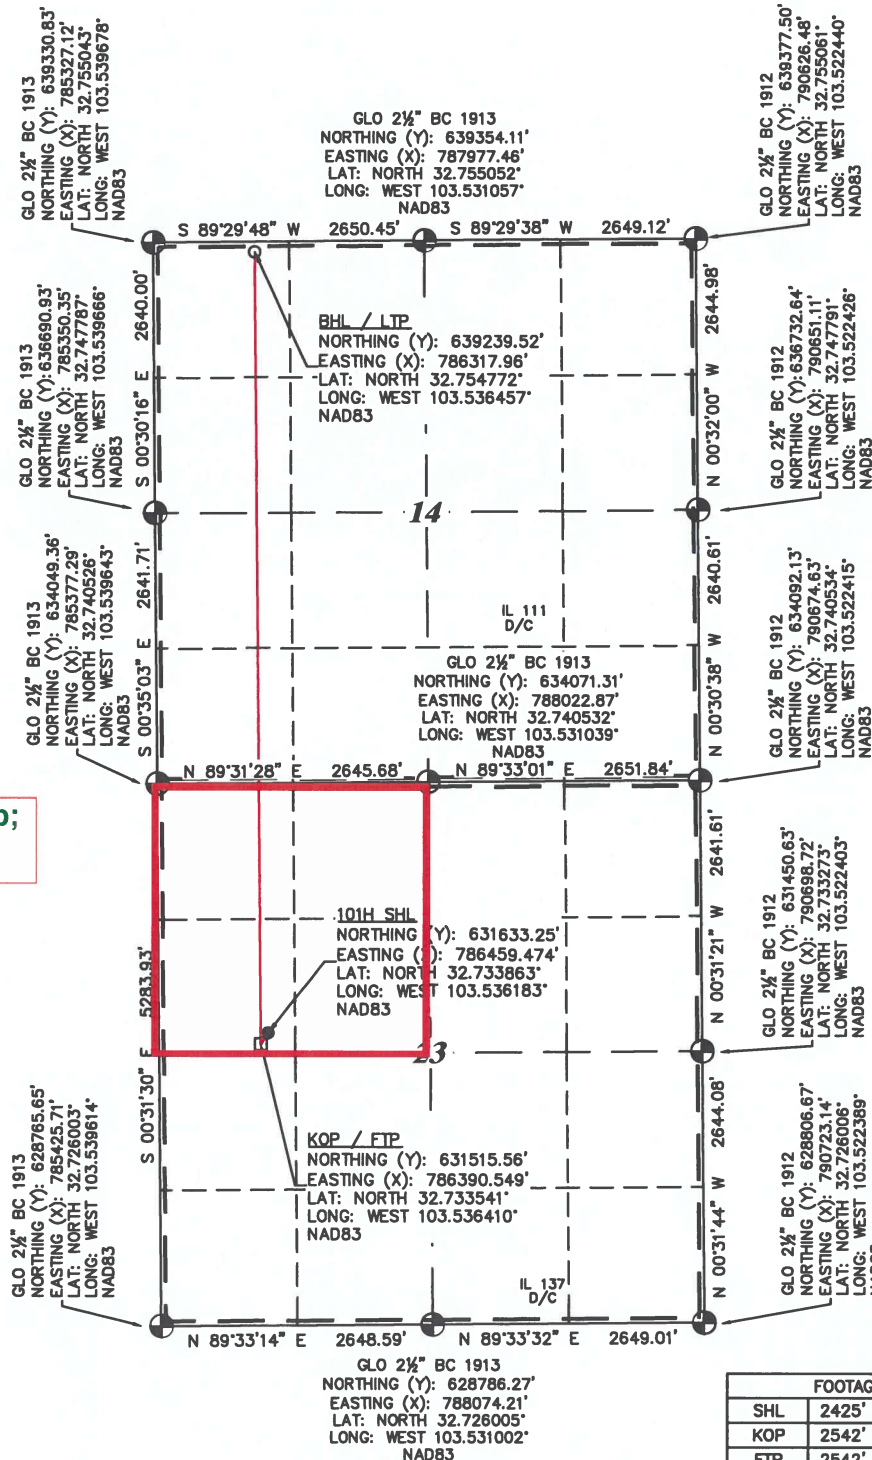 GLO 2½" BC 1913
NORTHING (Y): 639330.83'
EASTING (X): 785327.12'
LAT: NORTH 32.755043°
LONG: WEST 103.539678°
NAD83
GLO 2½" BC 1913
NORTHING (Y): 639354.11'
EASTING (X): 787977.46'
LAT: NORTH 32.755052°
LONG: WEST 103.531057°
NAD83
GLO 2½" BC 1912
NORTHING (Y): 639377.50'
EASTING (X): 790626.48'
LAT: NORTH 32.755061°
LONG: WEST 103.522440°
NAD83
S 89°29'48" W 2650.45'
S 89°29'38" W 2649.12'
GLO 2½" BC 1913
NORTHING (Y): 636690.93'
EASTING (X): 785350.35'
LAT: NORTH 32.747787°
LONG: WEST 103.539666°
NAD83
S 00°30'16" E 2640.00'
BHL / LTP
NORTHING (Y): 639239.52'
EASTING (X): 786317.96'
LAT: NORTH 32.754772°
LONG: WEST 103.536457°
NAD83
N 00°32'00" W 2644.98'
GLO 2½" BC 1912
NORTHING (Y): 636732.64'
EASTING (X): 790651.11'
LAT: NORTH 32.747791°
LONG: WEST 103.522426°
NAD83
14
GLO 2½" BC 1913
NORTHING (Y): 634049.36'
EASTING (X): 785377.29'
LAT: NORTH 32.740526°
LONG: WEST 103.539643°
NAD83
S 00°35'03" E 2641.71'
IL 111
D/C
GLO 2½" BC 1913
NORTHING (Y): 634071.31'
EASTING (X): 788022.87'
LAT: NORTH 32.740532°
LONG: WEST 103.531039°
NAD83
N 00°30'38" W 2640.61'
GLO 2½" BC 1912
NORTHING (Y): 634092.13'
EASTING (X): 790674.63'
LAT: NORTH 32.740534°
LONG: WEST 103.522415°
NAD83
N 89°31'28" E 2645.68'
N 89°33'01" E 2651.84'
101H SHL
NORTHING (Y): 631633.25'
EASTING (X): 786459.474'
LAT: NORTH 32.733863°
LONG: WEST 103.536183°
NAD83
N 00°31'21" W 2641.61'
GLO 2½" BC 1912
NORTHING (Y): 631450.63'
EASTING (X): 790698.72'
LAT: NORTH 32.733273°
LONG: WEST 103.522403°
NAD83
S 00°31'30" E 5283.93'
23
KOP / FTP
NORTHING (Y): 631515.56'
EASTING (X): 786390.549'
LAT: NORTH 32.733541°
LONG: WEST 103.536410°
NAD83
GLO 2½" BC 1913
NORTHING (Y): 628765.65'
EASTING (X): 785425.71'
LAT: NORTH 32.726003°
LONG: WEST 103.539614°
NAD83
N 00°31'44" W 2644.08'
GLO 2½" BC 1912
NORTHING (Y): 628806.67'
EASTING (X): 790723.14'
LAT: NORTH 32.726006°
LONG: WEST 103.522389°
IL 137
D/C
N 89°33'14" E 2648.59'
N 89°33'32" E 2649.01'
GLO 2½" BC 1913
NORTHING (Y): 628786.27'
EASTING (X): 788074.21'
LAT: NORTH 32.726005°
LONG: WEST 103.531002°
NAD83
SHL 2425'
KOP 2542'
FTP 2542'